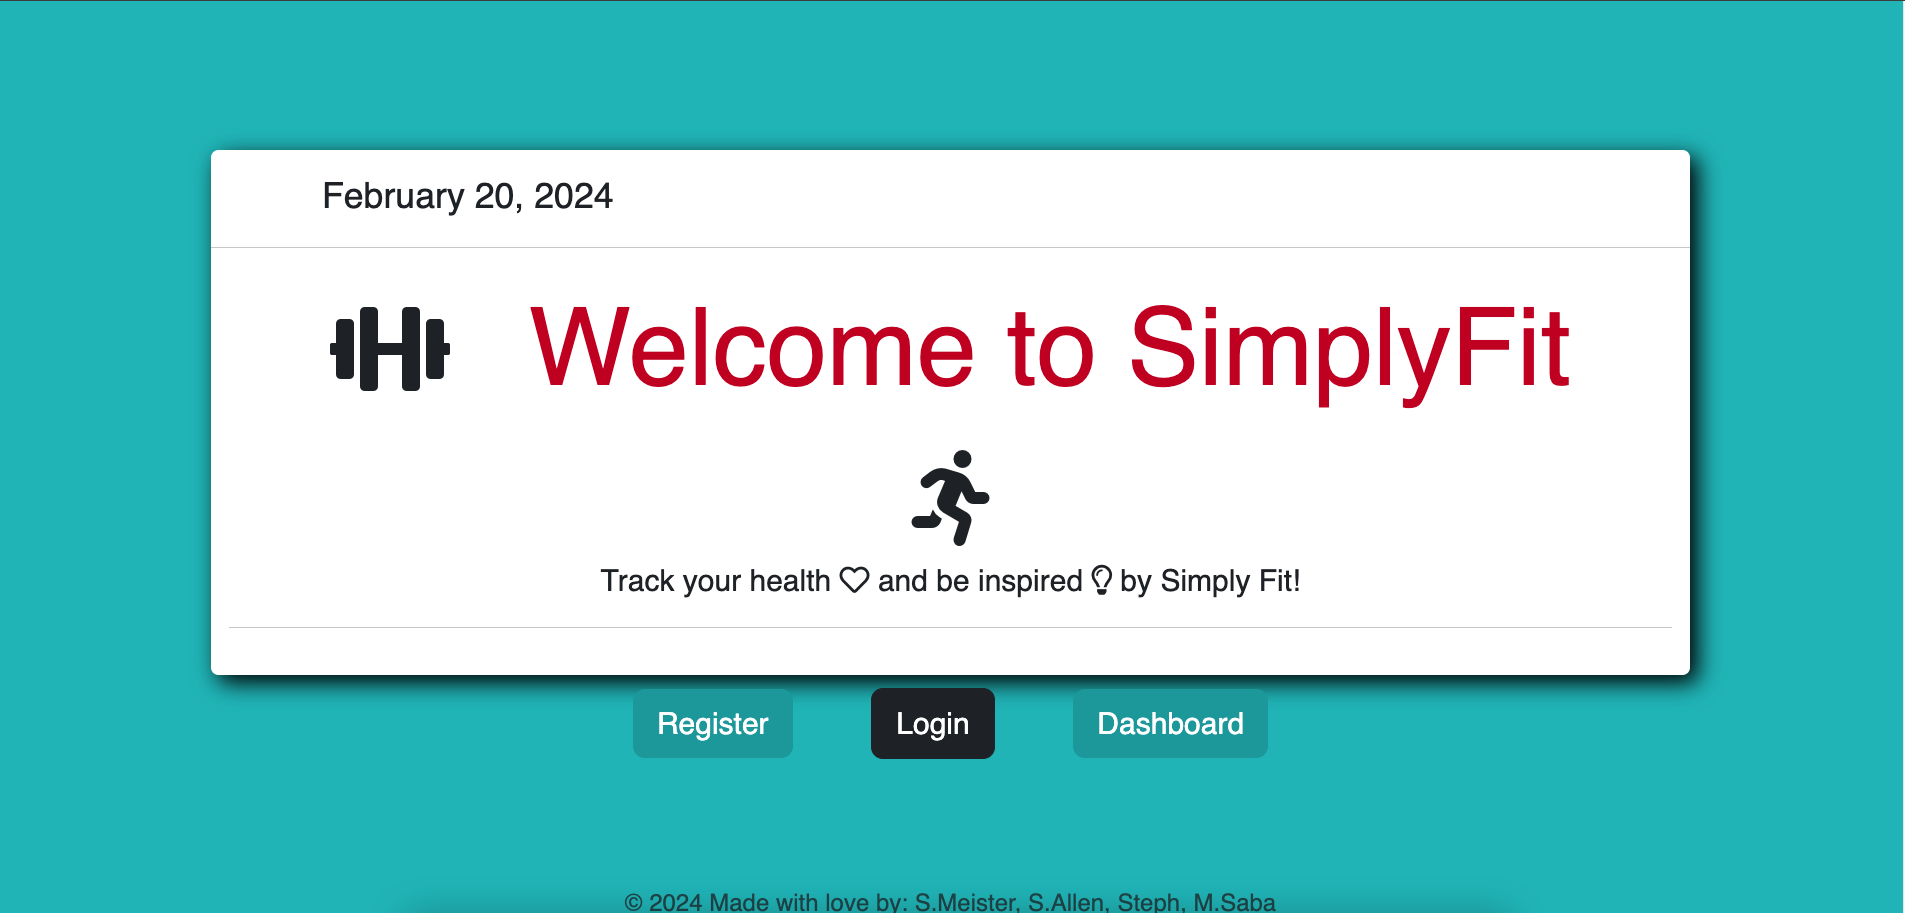 February 20, 2024
Welcome to SimplyFit
Track your health and be inspired by Simply Fit!
Register
Login
Dashboard
© 2024 Made with love by: S.Meister, S.Allen, Steph, M.Saba